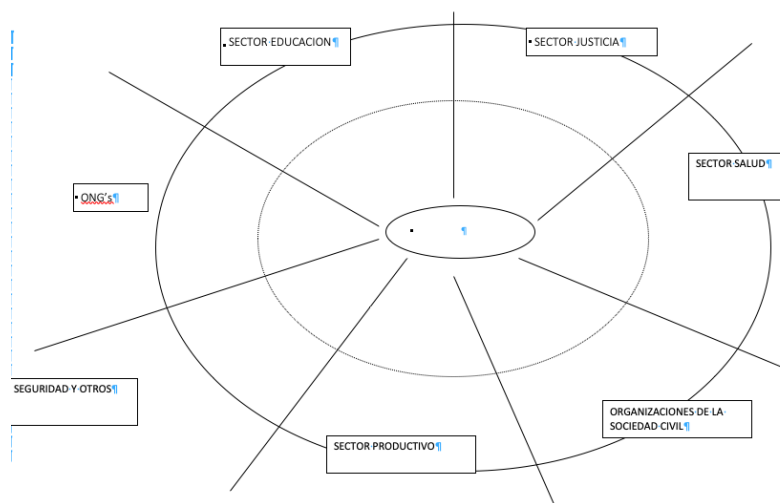 SECTOR EDUCACION
SECTOR JUSTICIA
SECTOR SALUD
ONG's
SEGURIDAD Y OTROS
ORGANIZACIONES DE LA
SOCIEDAD CIVIL
SECTOR PRODUCTIVO